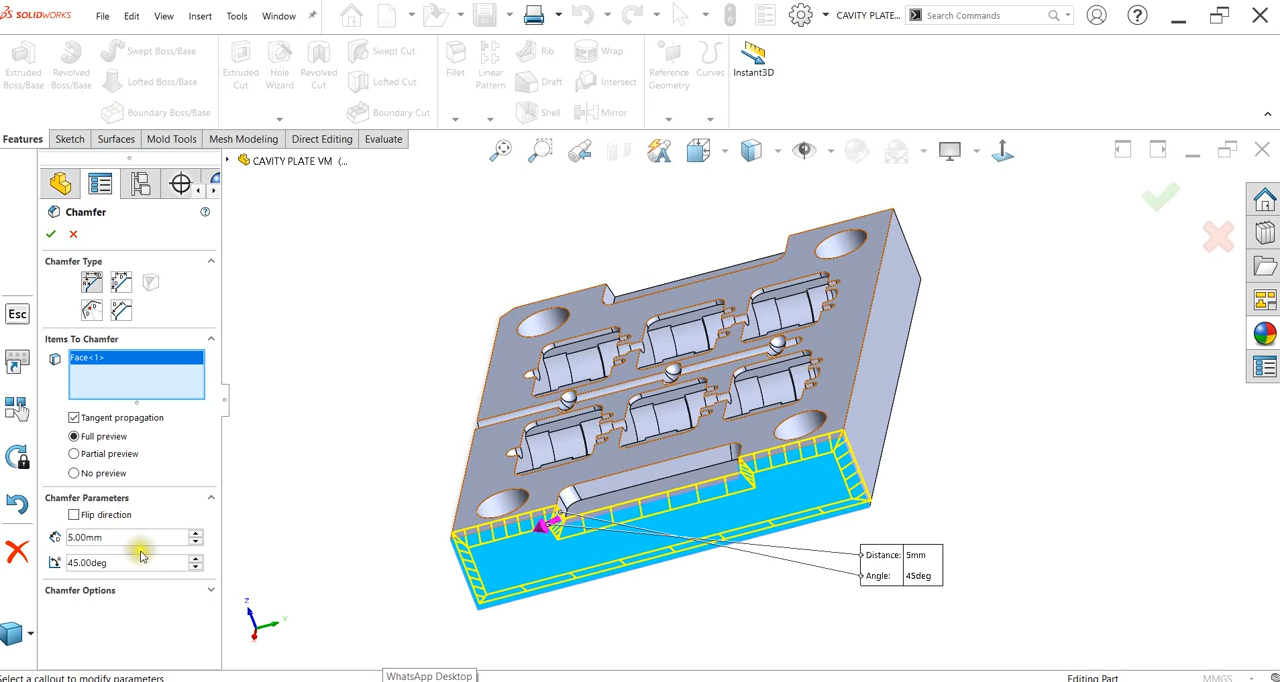 SOLIDWORKS
File Edit View Insert Tools Window
CAVITY PLATE...
Search Commands
Extruded Boss/Base
Revolved Boss/Base
Swept Boss/Base
Lofted Boss/Base
Boundary Boss/Base
Extruded Cut
Hole Wizard
Revolved Cut
Swept Cut
Lofted Cut
Boundary Cut
Fillet
Linear Pattern
Rib
Draft
Shell
Wrap
Intersect
Mirror
Reference Geometry
Curves
Instant3D
Features Sketch Surfaces Mold Tools Mesh Modeling Direct Editing Evaluate
CAVITY PLATE VM (...
Chamfer
Chamfer Type
Items To Chamfer
Face<1>
Tangent propagation
Full preview
Partial preview
No preview
Chamfer Parameters
Flip direction
5.00mm
45.00deg
Chamfer Options
Esc
Distance: 5mm
Angle: 45deg
Z
Y
WhatsApp Desktop
Select a callout to modify parameters
Editing Part
MMGS